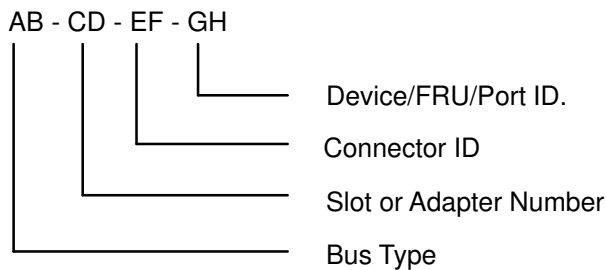 AB - CD - EF - GH
Device/FRU/Port ID.
Connector ID
Slot or Adapter Number
Bus Type